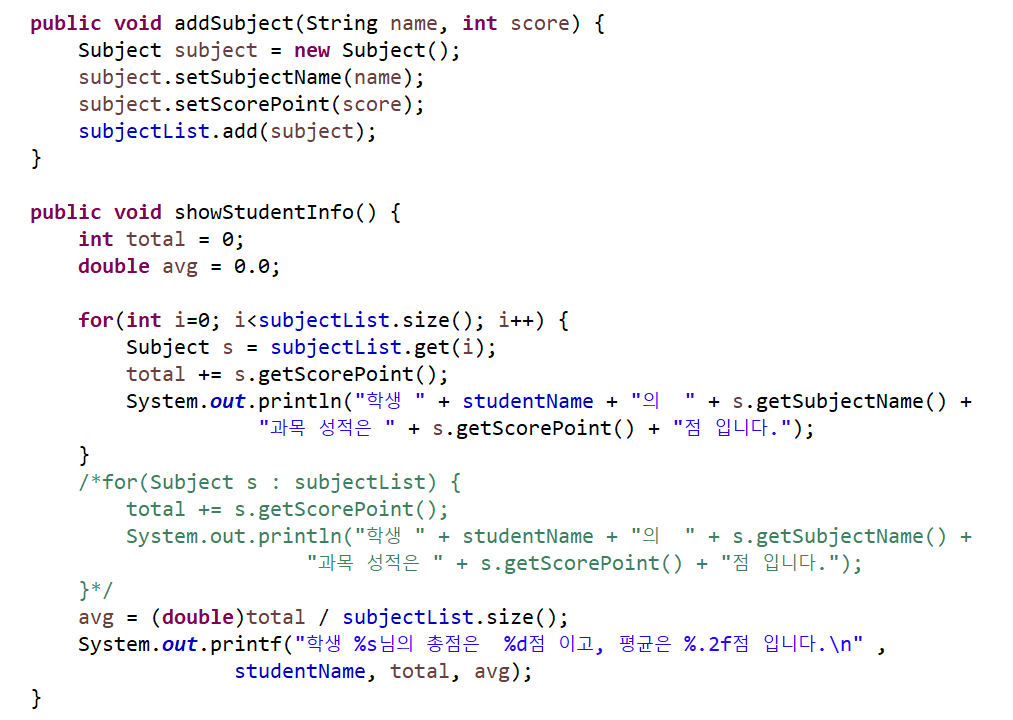 public void addSubject(String name, int score) {
Subject subject = new Subject();
subject.setSubjectName(name);
subject.setScorePoint(score);
subjectList.add(subject);
}
public void showStudentInfo() {
int total = 0;
double avg = 0.0;
for(int i=0; i<subjectList.size(); i++) {
Subject s = subjectList.get(i);
total += s.getScorePoint();
System.out.println("학생 " + studentName + "의  " + s.getSubjectName() +
"과목 성적은 " + s.getScorePoint() + "점 입니다.");
}
/*for(Subject s : subjectList) {
total += s.getScorePoint();
System.out.println("학생 " + studentName + "의  " + s.getSubjectName() +
"과목 성적은 " + s.getScorePoint() + "점 입니다.");
}*/
avg = (double)total / subjectList.size();
System.out.printf("학생 %s님의 총점은  %d점 이고, 평균은 %.2f점 입니다.\n" ,
studentName, total, avg);
}